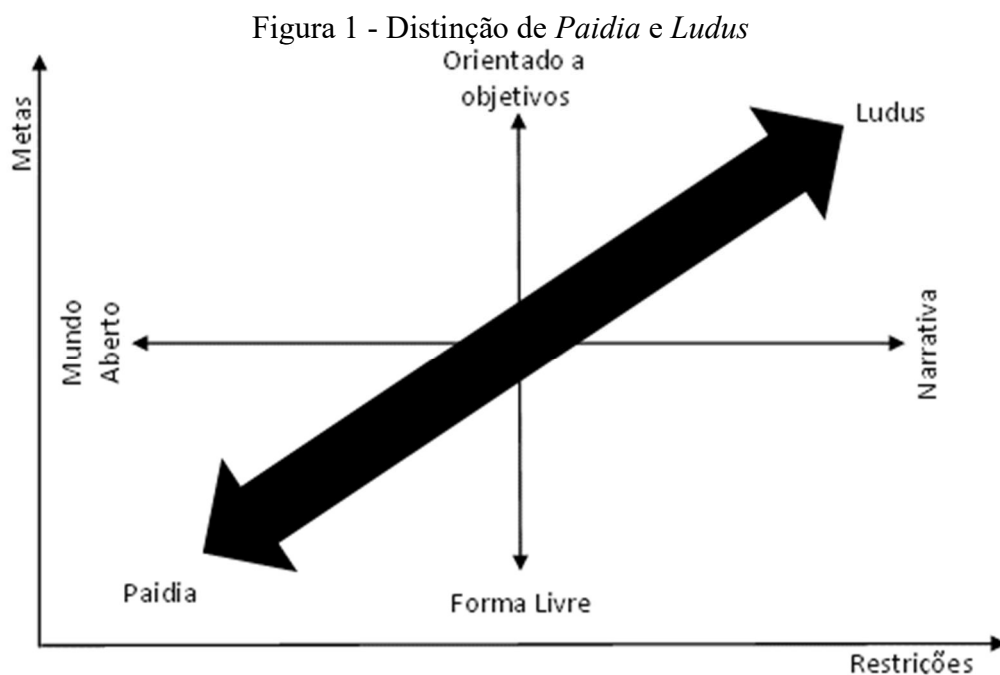 Figura 1 - Distinção de Paidia e Ludus
Orientado a
objetivos
Ludus
Metas
Mundo
Aberto
Narrativa
Paidia
Forma Livre
Restrições